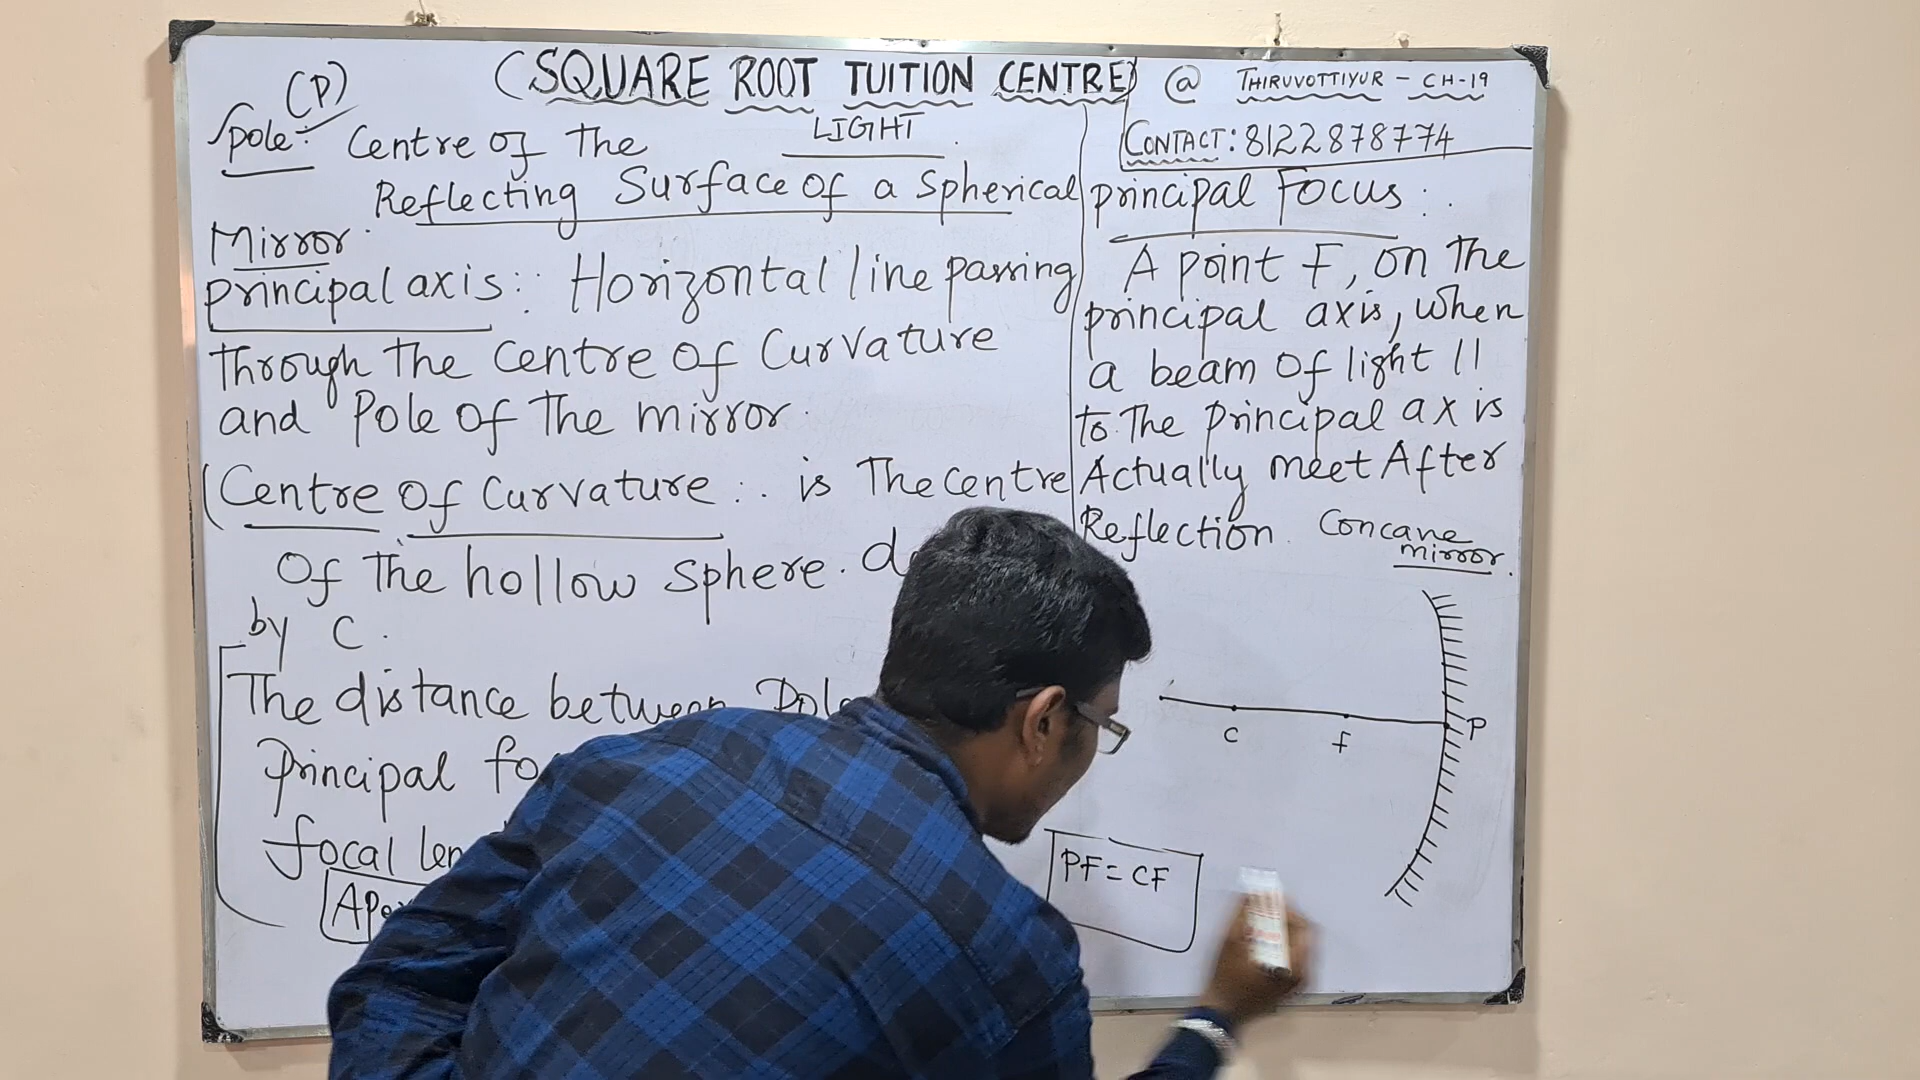 (SQUARE ROOT TUITION CENTRE) @ THIRUVOTTIYUR - CH-19
LIGHT
CONTACT: 8122878774
(P)
pole: Centre of The
Reflecting Surface of a Spherical
Mirror.
principal axis: Horizontal line passing
Through The Centre of Curvature
and Pole of The mirror.
(Centre of Curvature: is The Centre
Of The hollow sphere.
by C.
The distance between Pole
Principal
focal
principal Focus:
A point F, on The
principal axis, when
a beam of light ||
to The principal axis
Actually meet After
Reflection. Concave
mirror.
C
f
P
PF = CF